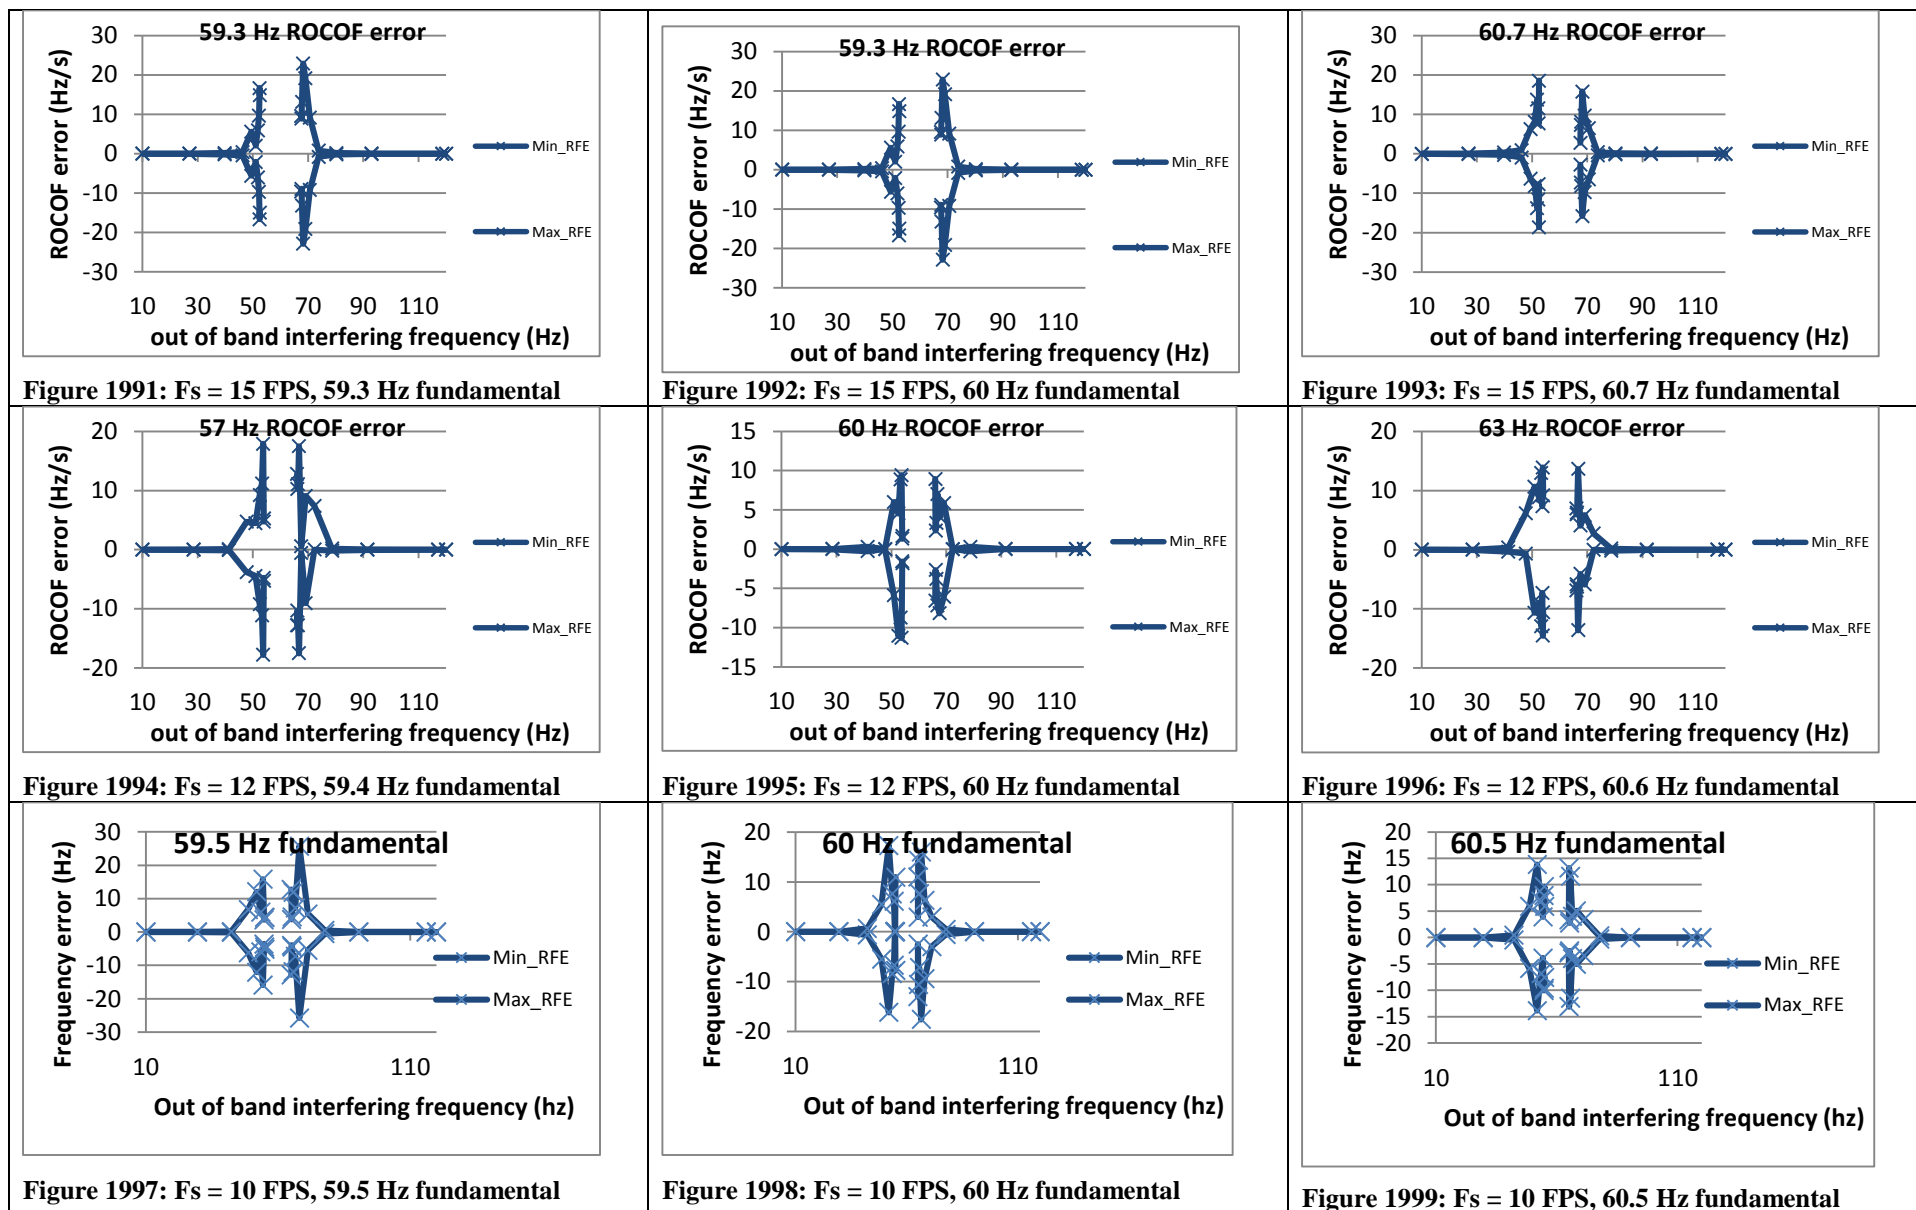 59.3 Hz ROCOF error
ROCOF error (Hz/s)
30
20
10
0
-10
-20
-30
10 30 50 70 90 110
out of band interfering frequency (Hz)
Min_RFE
Max_RFE
Figure 1991: Fs = 15 FPS, 59.3 Hz fundamental
59.3 Hz ROCOF error
ROCOF error (Hz/s)
30
20
10
0
-10
-20
-30
10 30 50 70 90 110
out of band interfering frequency (Hz)
Min_RFE
Max_RFE
Figure 1992: Fs = 15 FPS, 60 Hz fundamental
60.7 Hz ROCOF error
ROCOF error (Hz/s)
30
20
10
0
-10
-20
-30
10 30 50 70 90 110
out of band interfering frequency (Hz)
Min_RFE
Max_RFE
Figure 1993: Fs = 15 FPS, 60.7 Hz fundamental
57 Hz ROCOF error
ROCOF error (Hz/s)
20
10
0
-10
-20
10 30 50 70 90 110
out of band interfering frequency (Hz)
Min_RFE
Max_RFE
Figure 1994: Fs = 12 FPS, 59.4 Hz fundamental
60 Hz ROCOF error
ROCOF error (Hz/s)
15
10
5
0
-5
-10
-15
10 30 50 70 90 110
out of band interfering frequency (Hz)
Min_RFE
Max_RFE
Figure 1995: Fs = 12 FPS, 60 Hz fundamental
63 Hz ROCOF error
ROCOF error (Hz/s)
20
10
0
-10
-20
10 30 50 70 90 110
out of band interfering frequency (Hz)
Min_RFE
Max_RFE
Figure 1996: Fs = 12 FPS, 60.6 Hz fundamental
59.5 Hz fundamental
Frequency error (Hz)
30
20
10
0
-10
-20
-30
10 110
Out of band interfering frequency (hz)
Min_RFE
Max_RFE
Figure 1997: Fs = 10 FPS, 59.5 Hz fundamental
60 Hz fundamental
Frequency error (Hz)
20
10
0
-10
-20
10 110
Out of band interfering frequency (hz)
Min_RFE
Max_RFE
Figure 1998: Fs = 10 FPS, 60 Hz fundamental
60.5 Hz fundamental
Frequency error (Hz)
20
15
10
5
0
-5
-10
-15
20
10 110
Out of band interfering frequency (hz)
Min_RFE
Max_RFE
Figure 1999: Fs = 10 FPS, 60.5 Hz fundamental